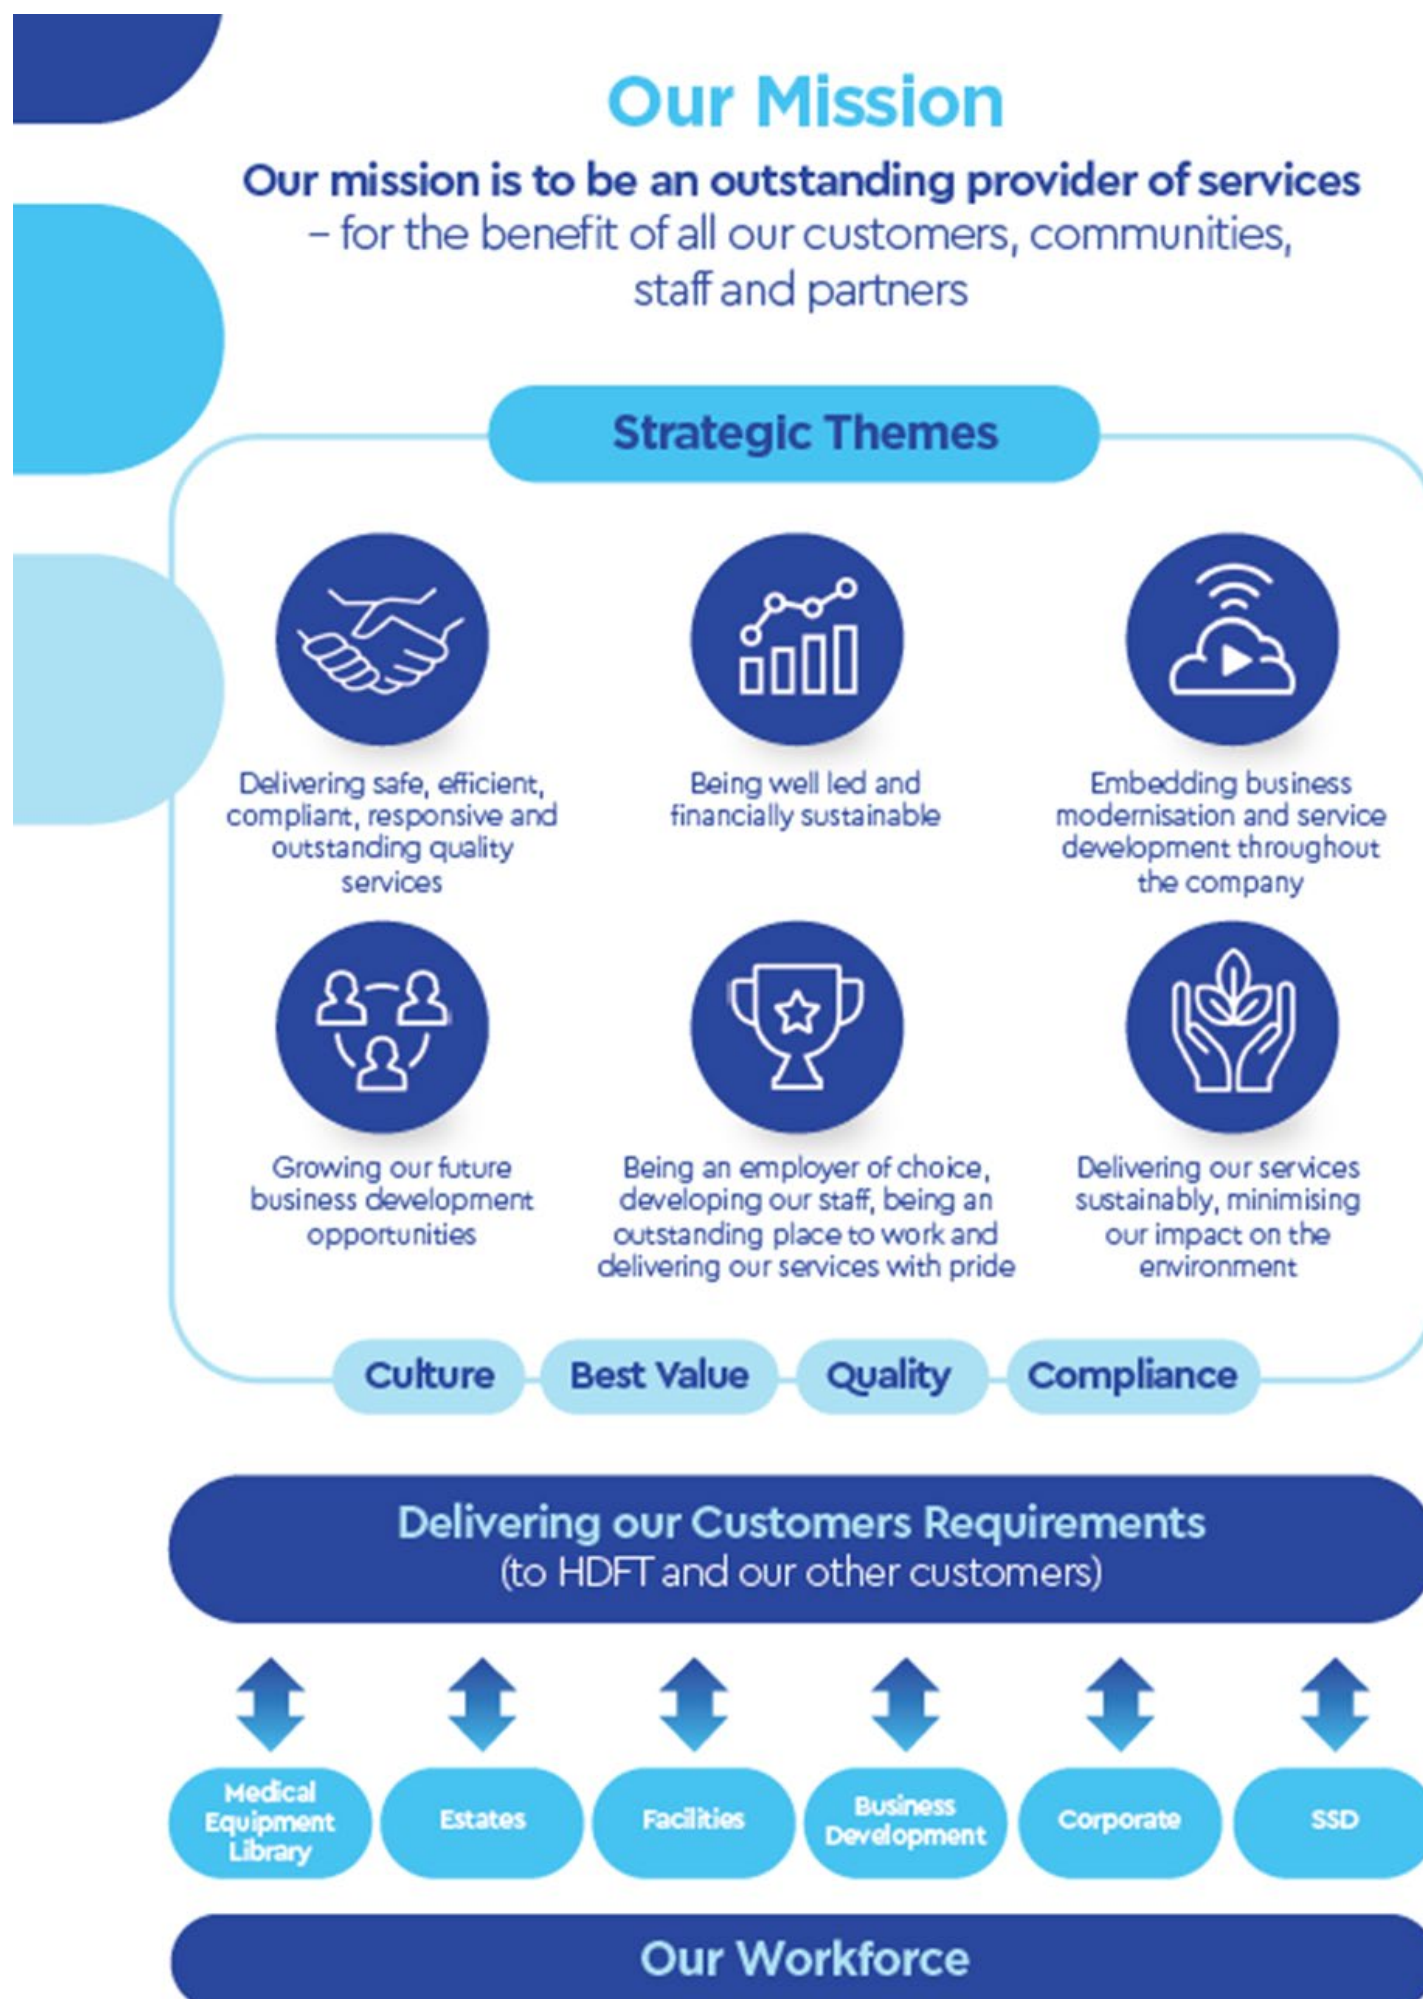 Our Mission
Our mission is to be an outstanding provider of services
– for the benefit of all our customers, communities,
staff and partners
Strategic Themes
Delivering safe, efficient,
compliant, responsive and
outstanding quality
services
Being well led and
financially sustainable
Embedding business
modernisation and service
development throughout
the company
Growing our future
business development
opportunities
Being an employer of choice,
developing our staff, being an
outstanding place to work and
delivering our services with pride
Delivering our services
sustainably, minimising
our impact on the
environment
Culture
Best Value
Quality
Compliance
Delivering our Customers Requirements
(to HDFT and our other customers)
Medical
Equipment
Library
Estates
Facilities
Business
Development
Corporate
SSD
Our Workforce